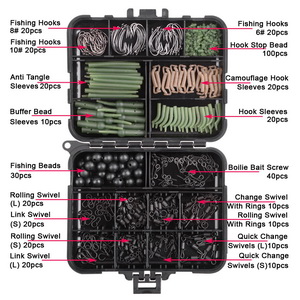 Fishing Hooks
8# 20pcs
Fishing Hooks
10# 20pcs
Anti Tangle
Sleeves 20pcs
Buffer Bead
Sleeves 10pcs
Fishing Hooks
6# 20pcs
Hook Stop Bead
100pcs
Camouflage Hook
Sleeves 20pcs
Hook Sleeves
20pcs
Fishing Beads
30pcs
Rolling Swivel
(L) 20pcs
Link Swivel
(S) 20pcs
Rolling Swivel
(S) 20pcs
Link Swivel
(L) 20pcs
Boilie Bait Screw
40pcs
Change Swivel
With Rings 10pcs
Rolling Swivel
With Rings 10pcs
Quick Change
Swivels (L)10pcs
Quick Change
Swivels (S)10pcs